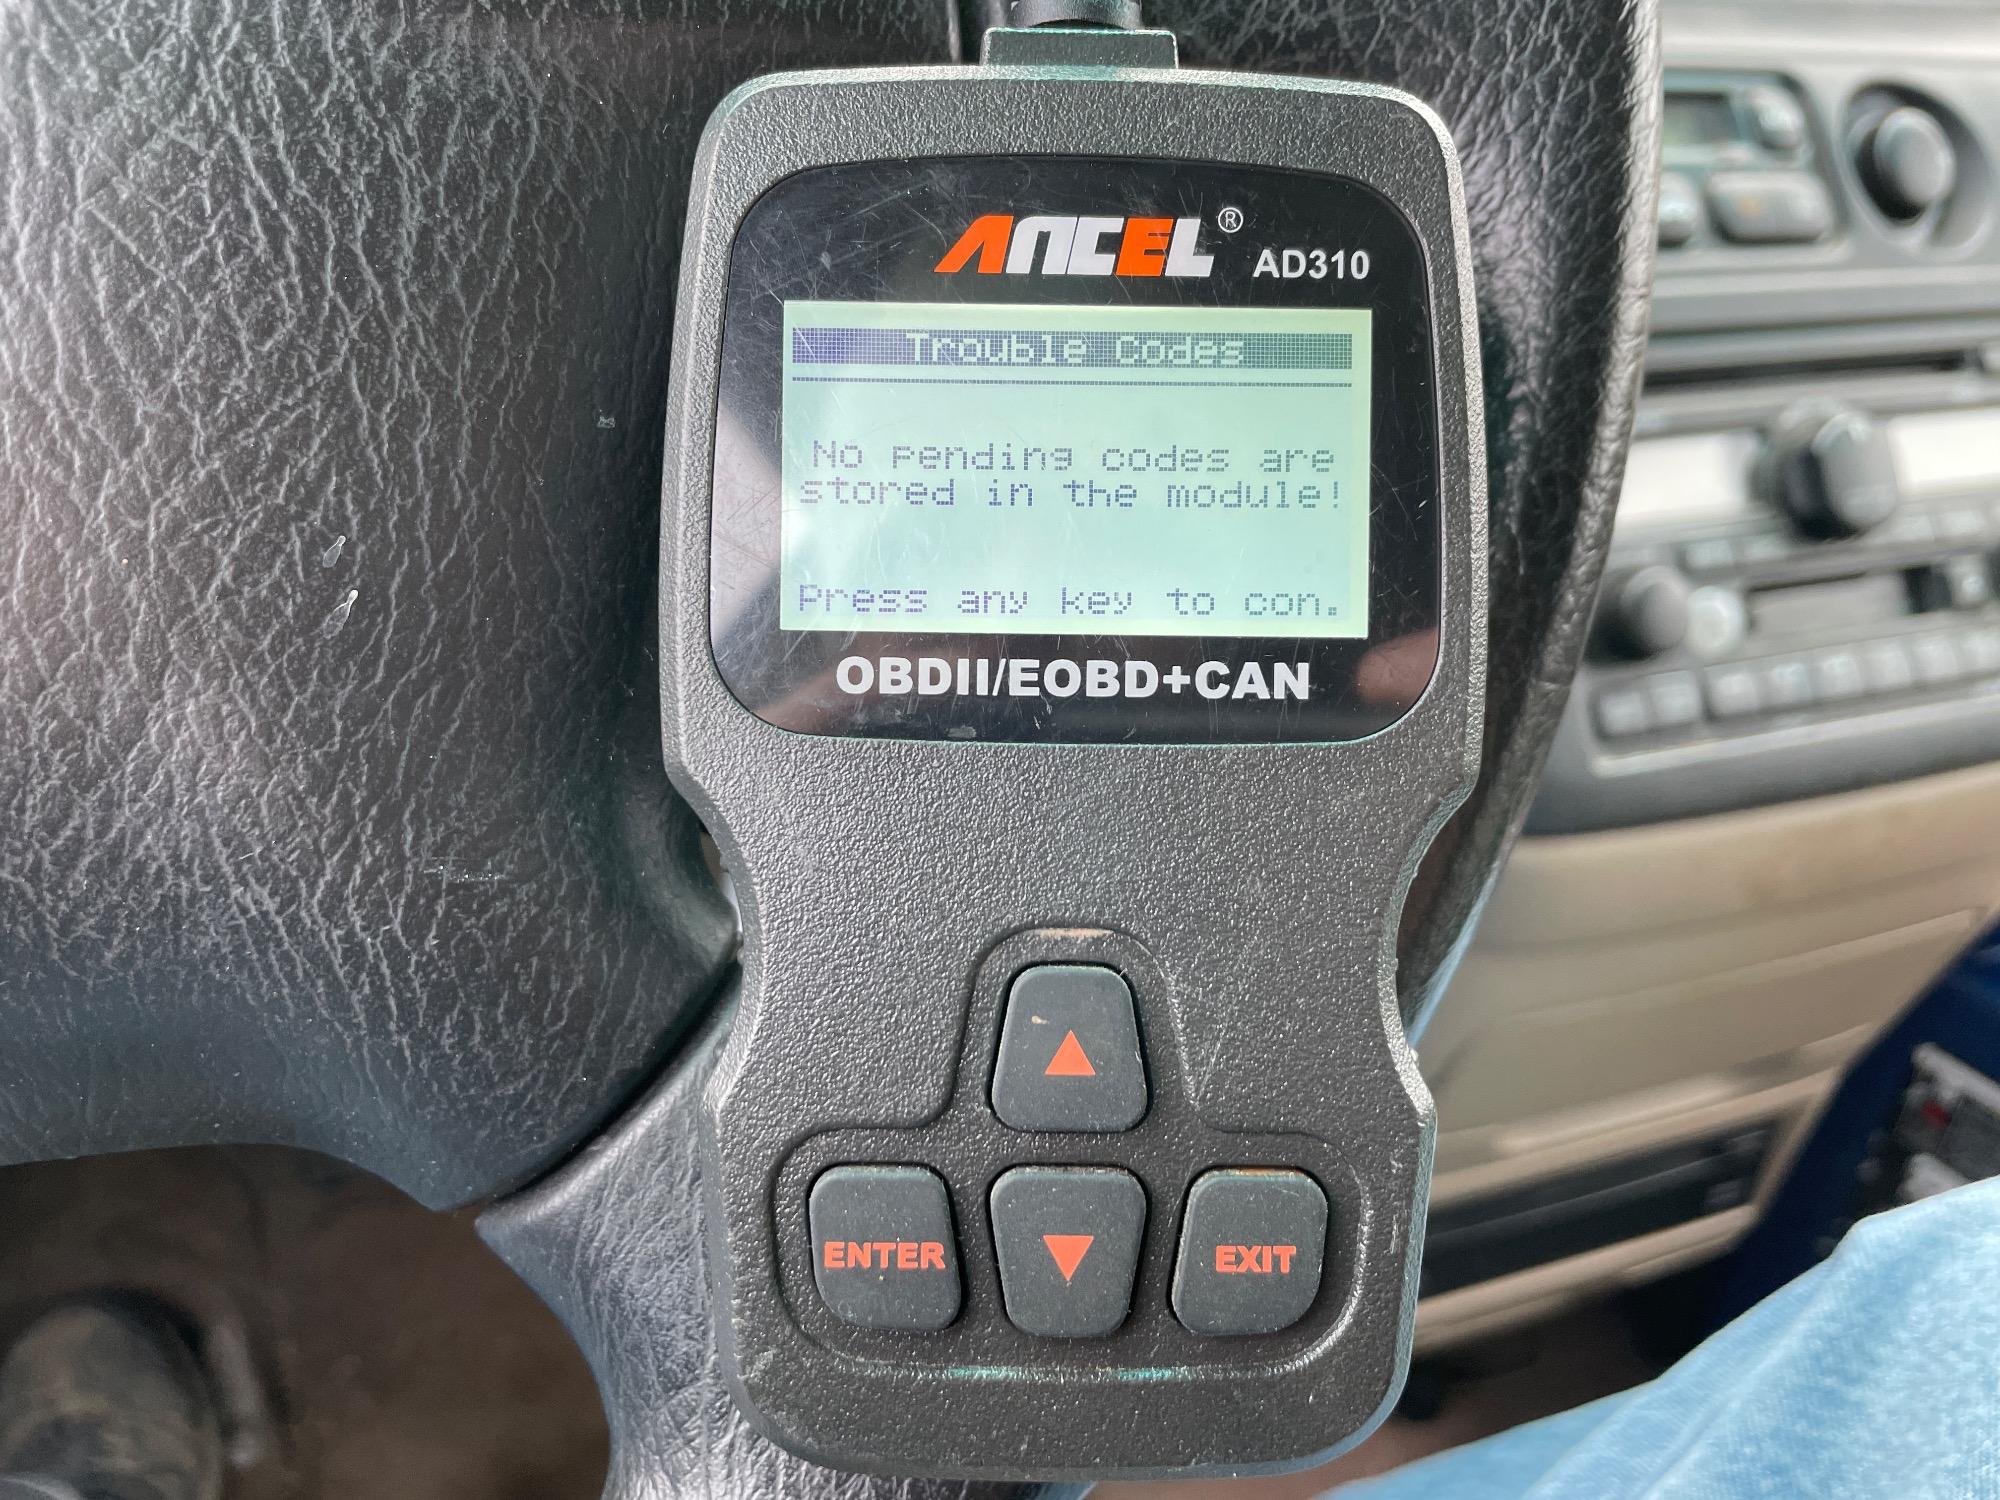 ANCEL® AD310
Trouble Codes
No pending codes are
stored in the module!
Press any key to con.
OBDII/EOBD+CAN
ENTER
EXIT